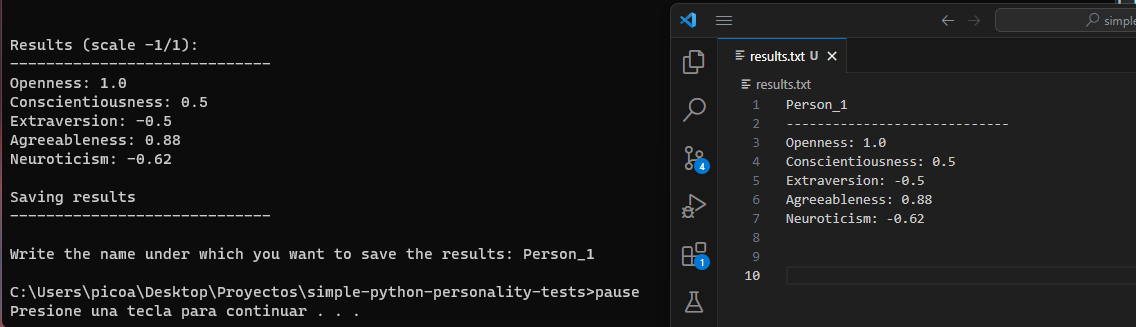 Results (scale -1/1):
----------------------------
Openness: 1.0
Conscientiousness: 0.5
Extraversion: -0.5
Agreeableness: 0.88
Neuroticism: -0.62
Saving results
----------------------------
Write the name under which you want to save the results: Person_1
C:\Users\picoa\Desktop\Proyectos\simple-python-personality-tests>pause
Presione una tecla para continuar . . .
simple
results.txt U
results.txt
1 Person_1
2 -----------------------------
3 Openness: 1.0
4 Conscientiousness: 0.5
5 Extraversion: -0.5
6 Agreeableness: 0.88
7 Neuroticism: -0.62
8
9
10
4
1